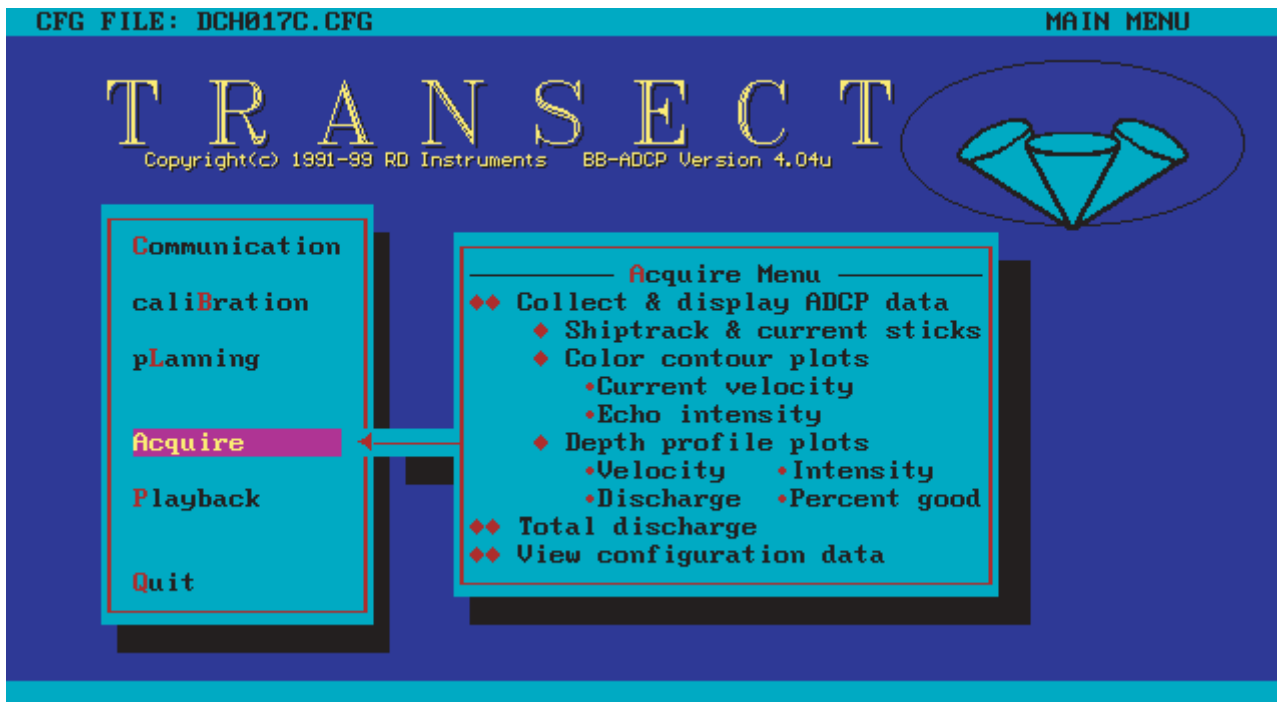 CFG FILE: DCH017C.CFG MAIN MENU
TRANSECT
Copyright(c) 1991-99 RD Instruments BB-ADCP Version 4.04u
Communication
caliBration
pLanning
Acquire
Playback
Quit
Acquire Menu
Collect & display ADCP data
Shiptrack & current sticks
Color contour plots
Current velocity
Echo intensity
Depth profile plots
Velocity Intensity
Discharge Percent good
Total discharge
View configuration data